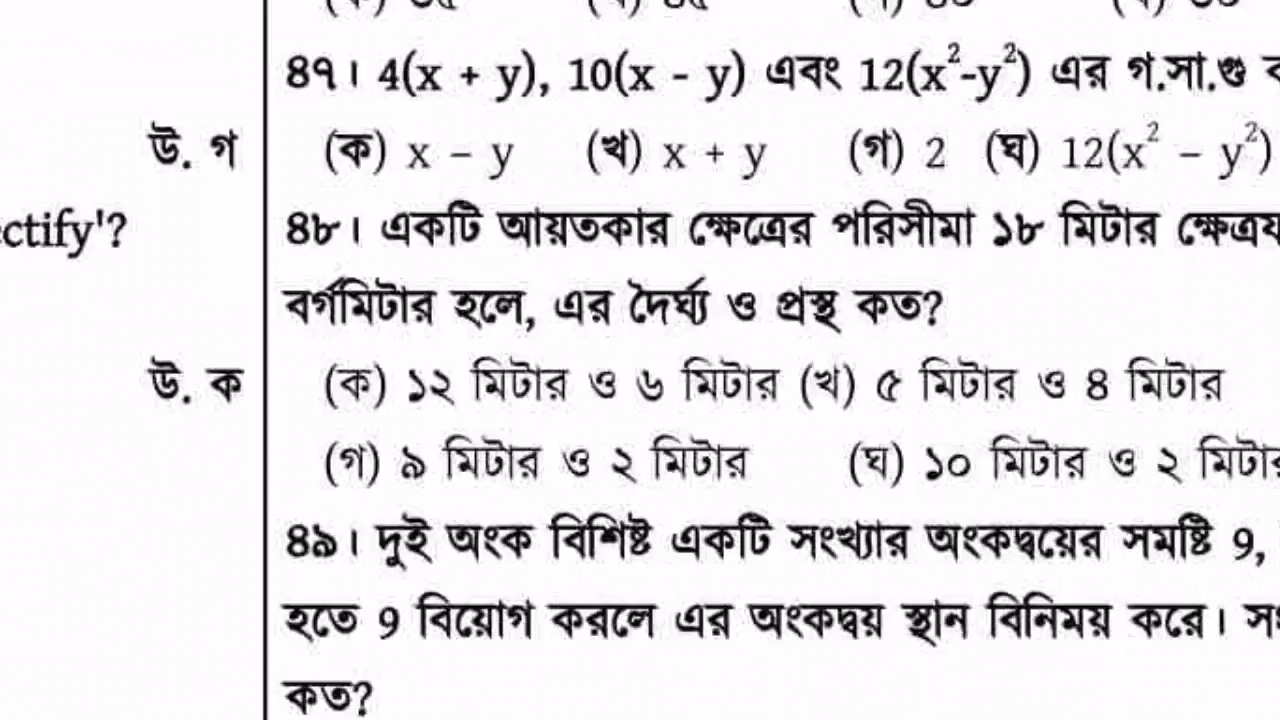 উ. গ
ectify'?
উ. ক
৪৭। 4(x + y), 10(x - y) এবং 12(x²-y²) এর গ.সা.গু
(ক) x – y (খ) x + y (গ) 2 (ঘ) 12(x² – y²)
৪৮। একটি আয়তকার ক্ষেত্রের পরিসীমা ১৮ মিটার
বর্গমিটার হলে, এর দৈর্ঘ্য ও প্রস্থ কত?
(ক) ১২ মিটার ও ৬ মিটার (খ) ৫ মিটার ও ৪ মিটার
(গ) ৯ মিটার ও ২ মিটার (ঘ) ১০ মিটার ও ২ মিটার
৪৯। দুই অংক বিশিষ্ট একটি সংখ্যার অংকদ্বয়ের সমষ্টি 9,
হতে 9 বিয়োগ করলে এর অংকদ্বয় স্থান বিনিময় করে।
কত?